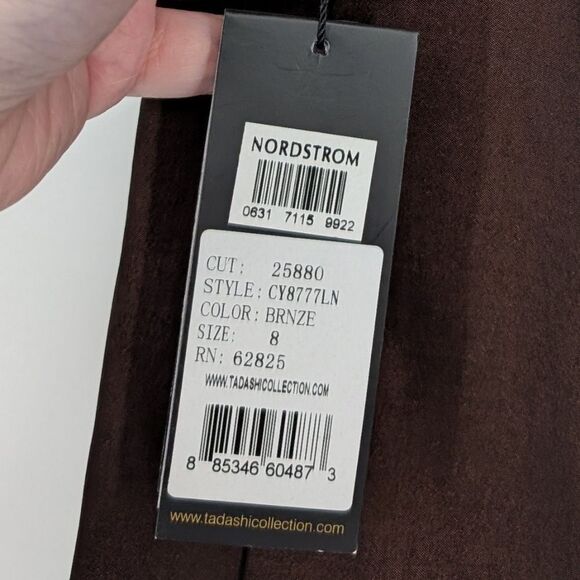 NORDSTROM
0631 7115 9922
CUT: 25880
STYLE: CY8777LN
COLOR: BRNZE
SIZE: 8
RN: 62825
WWW.TADASHICOLLECTION.COM
8 85346 60487 3
www.tadashicollection.com